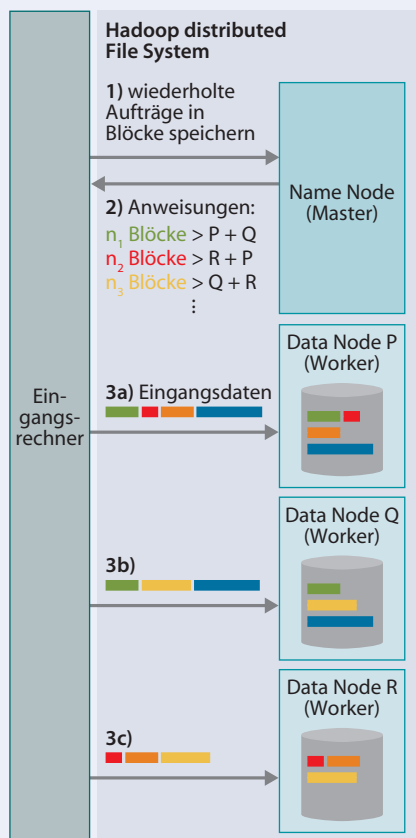 Hadoop distributed
File System
1) wiederholte
Aufträge in
Blöcke speichern
Name Node
(Master)
2) Anweisungen:
n₁ Blöcke > P + Q
n₂ Blöcke > R + P
n₃ Blöcke > Q + R
⋮
Ein-
gangs-
rechner
Data Node P
(Worker)
3a) Eingangsdaten
Data Node Q
(Worker)
3b)
Data Node R
(Worker)
3c)